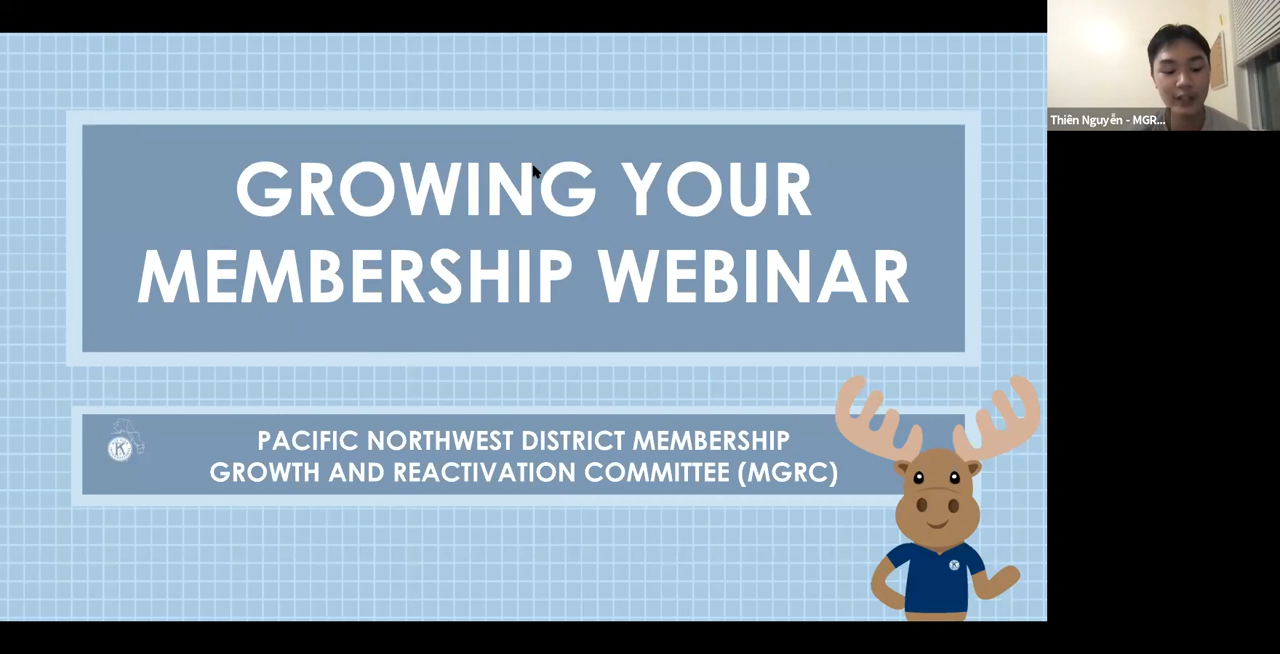 GROWING YOUR
MEMBERSHIP WEBINAR
PACIFIC NORTHWEST DISTRICT MEMBERSHIP
GROWTH AND REACTIVATION COMMITTEE (MGRC)
Thiên Nguyễn - MGR...
K
K